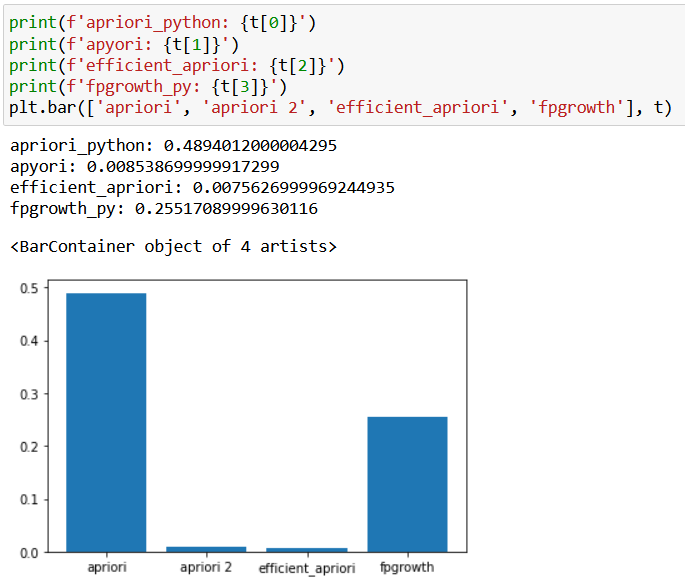 print(f'apriori_python: {t[0]}')
print(f'apyori: {t[1]}')
print(f'efficient_apriori: {t[2]}')
print(f'fpgrowth_py: {t[3]}')
plt.bar(['apriori', 'apriori 2', 'efficient_apriori', 'fpgrowth'], t)
apriori_python: 0.4894012000004295
apyori: 0.008538699999917299
efficient_apriori: 0.0075626999969244935
fpgrowth_py: 0.25517089999630116
<BarContainer object of 4 artists>
0.5
0.4
0.3
0.2
0.1
0.0
apriori apriori 2 efficient_apriori fpgrowth